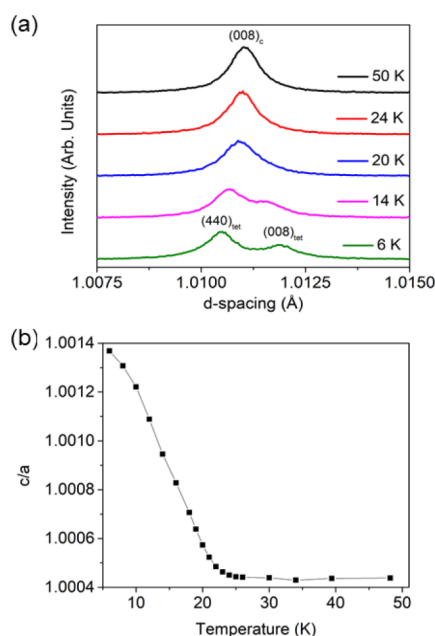 (a)
(008)c
50 K
24 K
20 K
14 K
(440)tet
(008)tet
6 K
Intensity (Arb. Units)
1.0075 1.0100 1.0125 1.0150
d-spacing (Å)
(b)
1.0014
1.0012
1.0010
1.0008
1.0006
1.0004
c/a
10 20 30 40 50
Temperature (K)